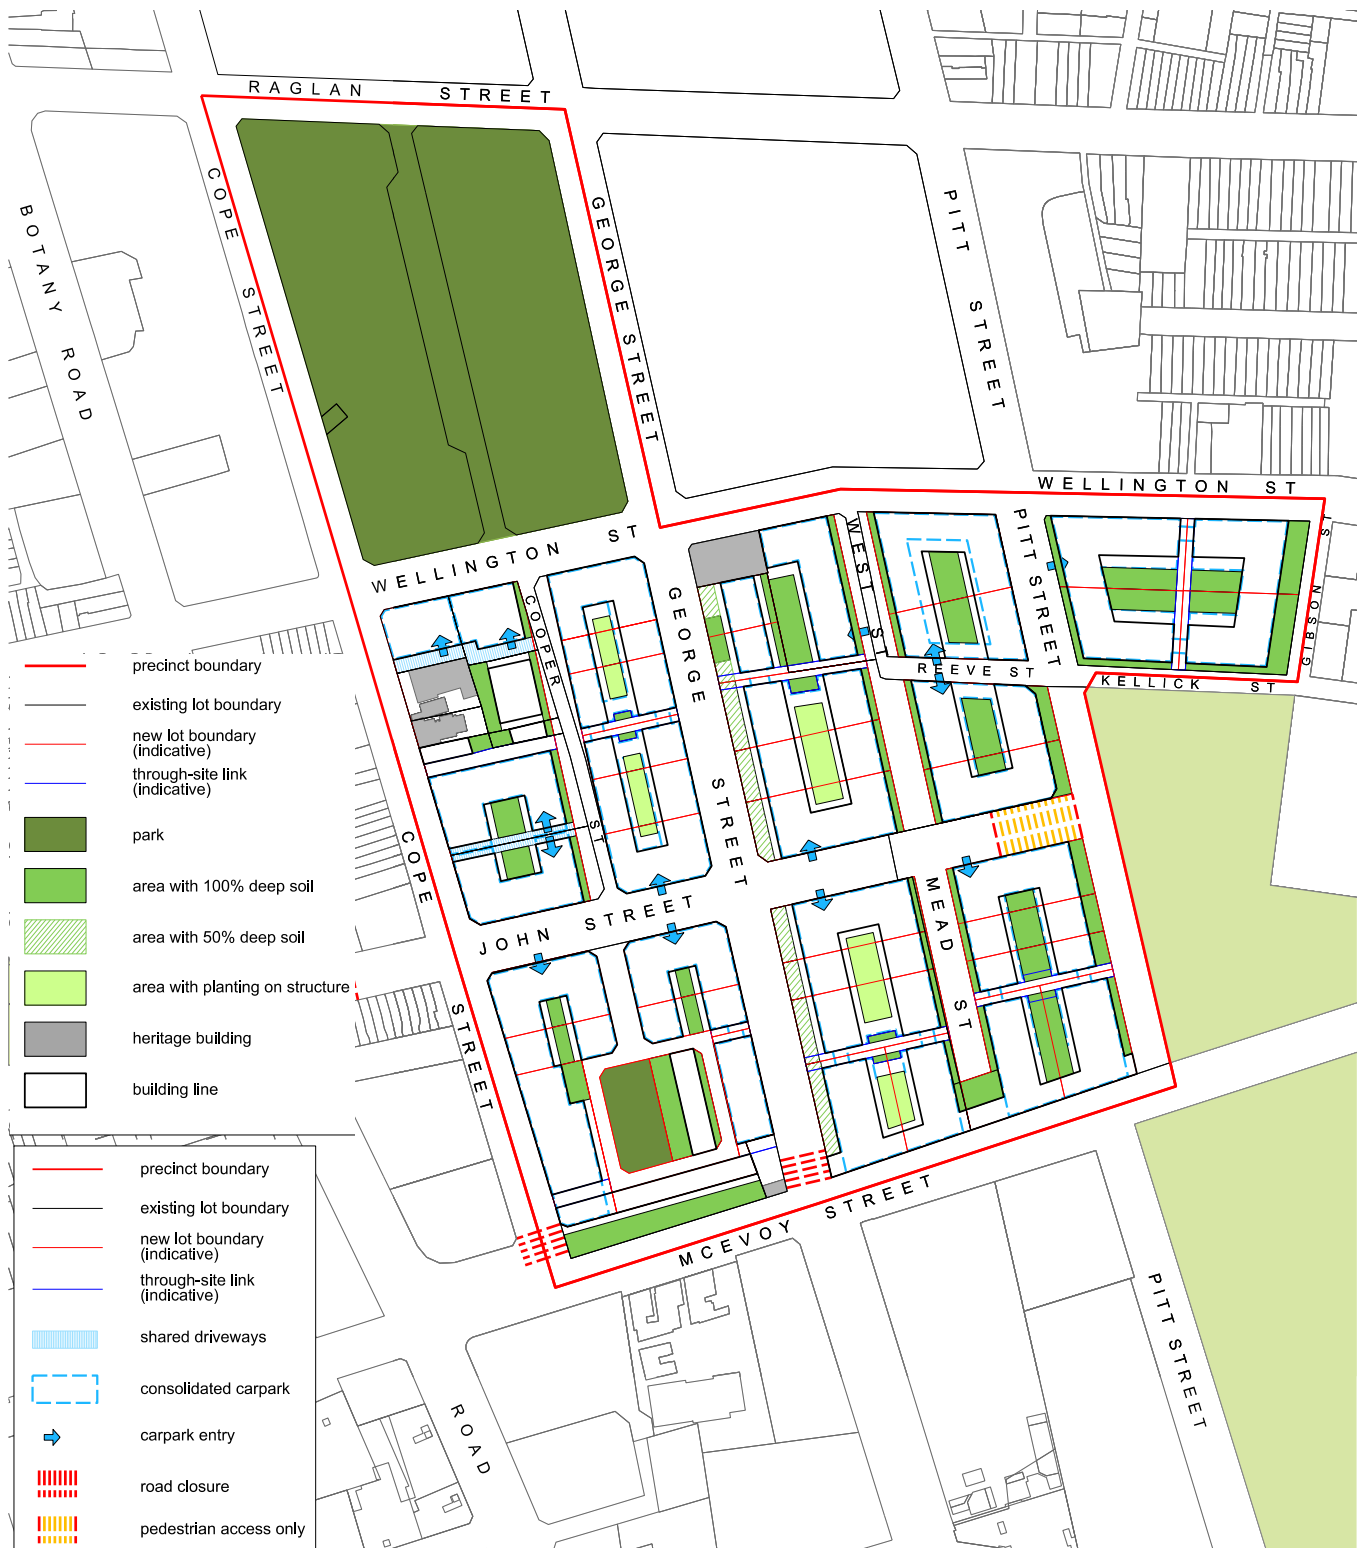 RAGLAN STREET
COPE STREET
BOTANY ROAD
GEORGE STREET
PITT STREET
WELLINGTON ST
WELLINGTON ST
PITT STREET
WEST ST
GIBSON ST
REEVE ST
KELLICK ST
COOPER ST
GEORGE STREET
COPE STREET
JOHN STREET
MEAD ST
MCEVOY STREET
PITT STREET
ROAD
precinct boundary
existing lot boundary
new lot boundary
(indicative)
through-site link
(indicative)
park
area with 100% deep soil
area with 50% deep soil
area with planting on structure
heritage building
building line
precinct boundary
existing lot boundary
new lot boundary
(indicative)
through-site link
(indicative)
shared driveways
consolidated carpark
carpark entry
road closure
pedestrian access only